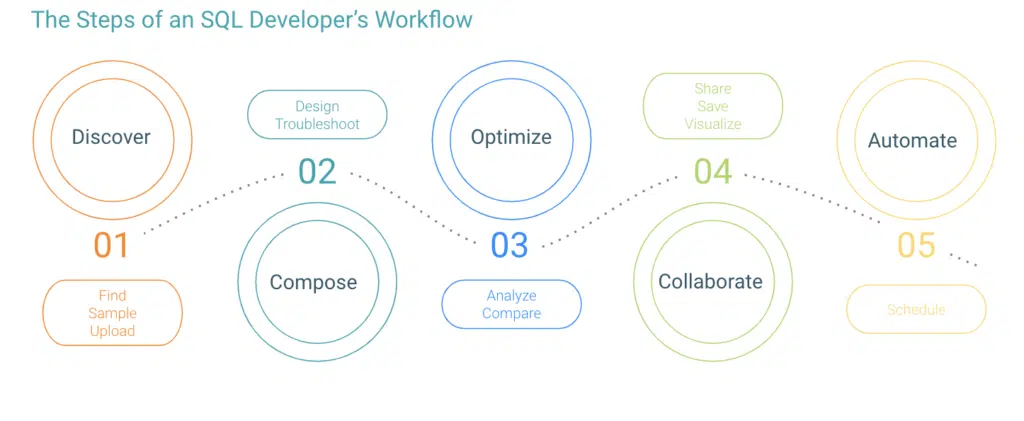 The Steps of an SQL Developer's Workflow
Discover
01
Find
Sample
Upload
Design
Troubleshoot
02
Compose
Optimize
03
Analyze
Compare
Share
Save
Visualize
04
Collaborate
Automate
05
Schedule